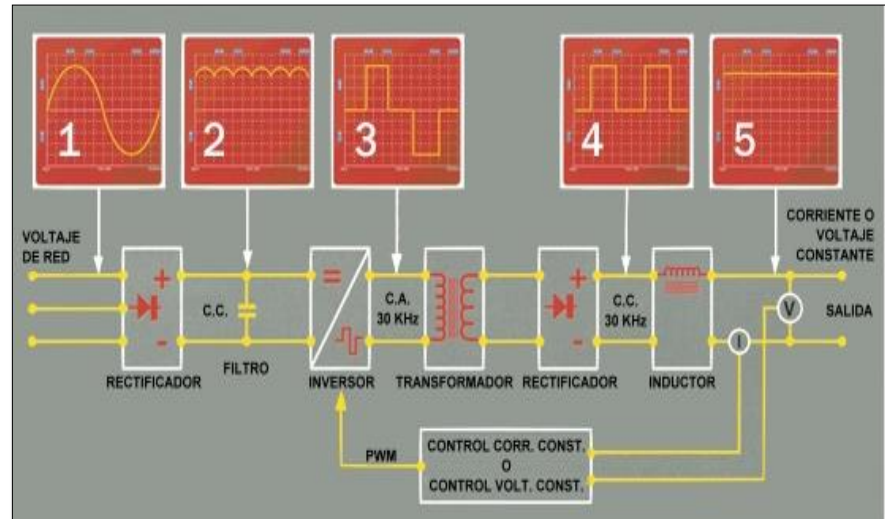 1
2
3
4
5
VOLTAJE
DE RED
CORRIENTE O
VOLTAJE
CONSTANTE
+
-
C.C.
=
C.A.
30 KHz
+
-
C.C.
30 KHz
V
I
SALIDA
RECTIFICADOR
FILTRO
INVERSOR
TRANSFORMADOR
RECTIFICADOR
INDUCTOR
PWM
CONTROL CORR. CONST.
O
CONTROL VOLT. CONST.